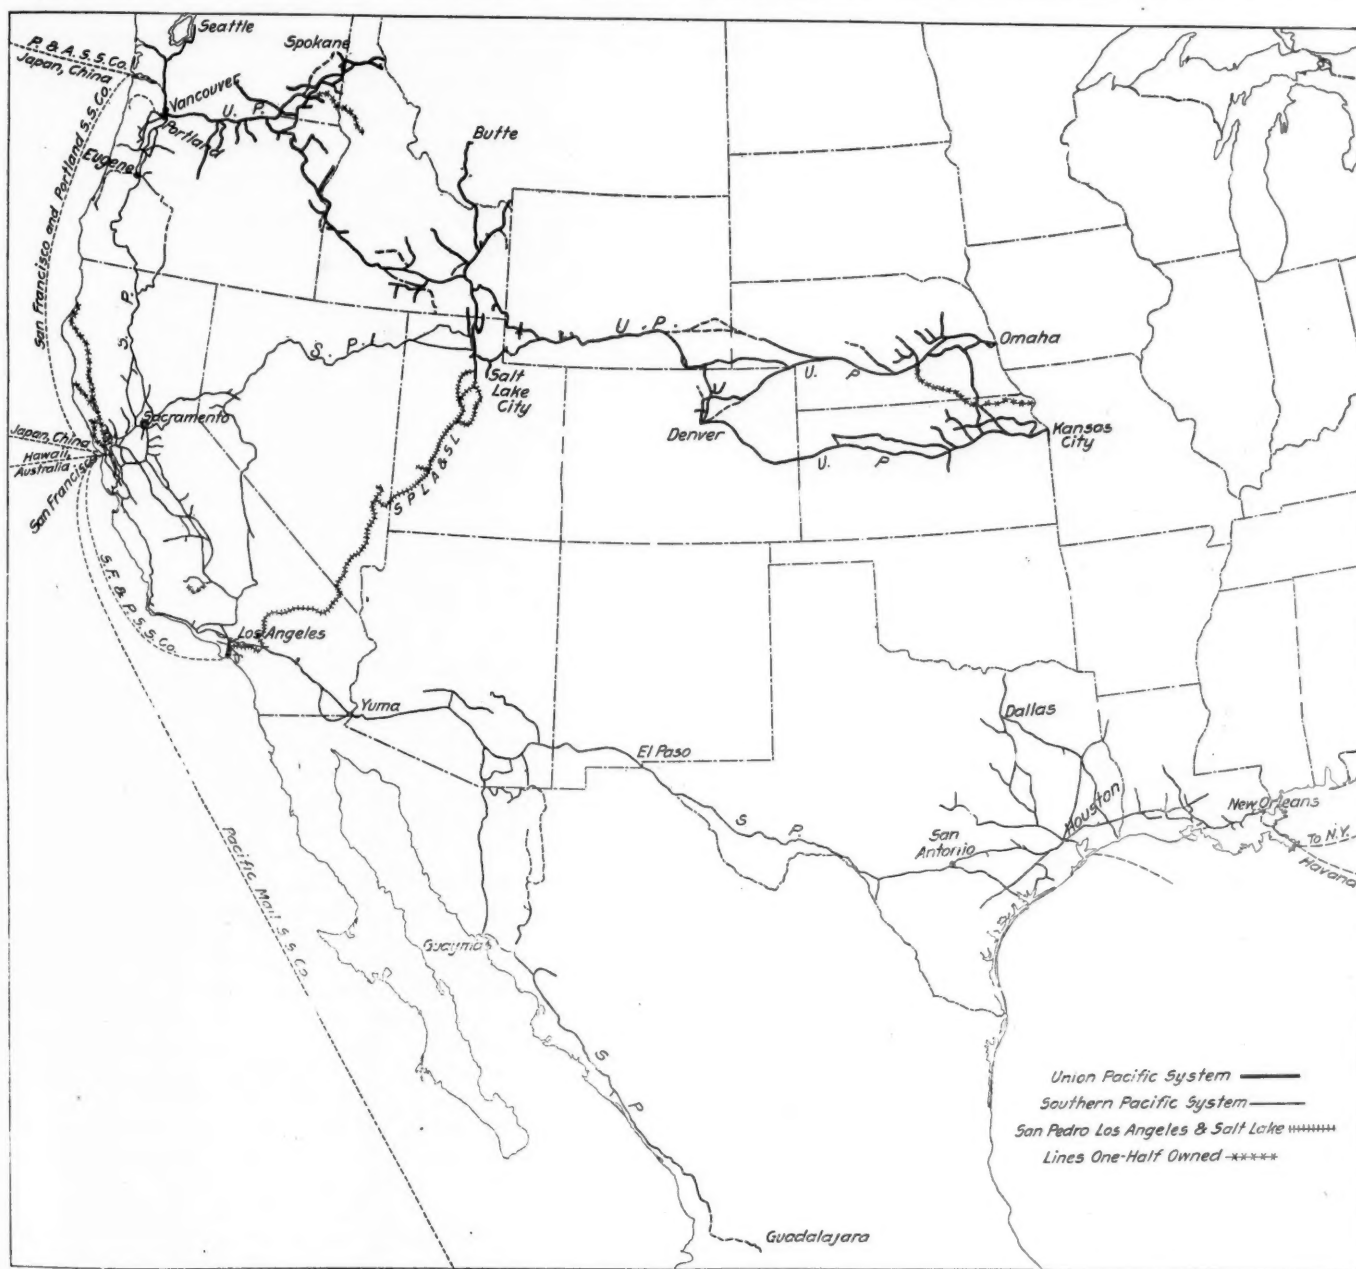 Seattle
Spokane
P. & A. S. S. Co.
Japan, China
Vancouver
U. P.
Portland
Butte
Eugene
San Francisco and Portland S.S.Co.
S. P.
S. P.
U. P.
Omaha
Salt
Lake
City
U. P.
Sacramento
Denver
Kansas
City
Japan, China
Hawaii
Australia
San Francisco
U. P.
S P L A & S L
S. F. & P. S. S. Co.
Los Angeles
Yuma
Dallas
El Paso
Houston
New Orleans
S. P.
San
Antonio
To N.Y.
Havana
Pacific Mail S. S. Co.
Guaymas
S. P.
Union Pacific System
Southern Pacific System
San Pedro Los Angeles & Salt Lake
Lines One-Half Owned
Guadalajara